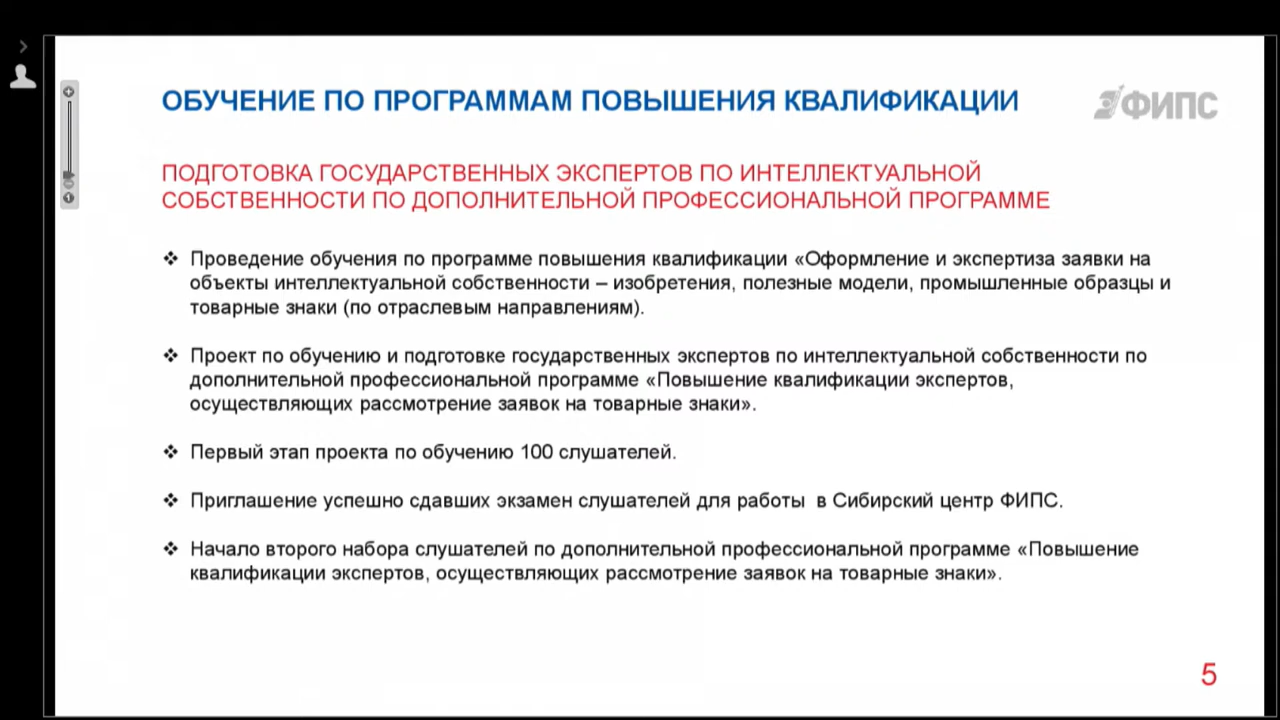 ОБУЧЕНИЕ ПО ПРОГРАММАМ ПОВЫШЕНИЯ КВАЛИФИКАЦИИ
ФИПС
ПОДГОТОВКА ГОСУДАРСТВЕННЫХ ЭКСПЕРТОВ ПО ИНТЕЛЛЕКТУАЛЬНОЙ
СОБСТВЕННОСТИ ПО ДОПОЛНИТЕЛЬНОЙ ПРОФЕССИОНАЛЬНОЙ ПРОГРАММЕ
❖ Проведение обучения по программе повышения квалификации «Оформление и экспертиза заявки на
объекты интеллектуальной собственности – изобретения, полезные модели, промышленные образцы и
товарные знаки (по отраслевым направлениям).
❖ Проект по обучению и подготовке государственных экспертов по интеллектуальной собственности по
дополнительной профессиональной программе «Повышение квалификации экспертов,
осуществляющих рассмотрение заявок на товарные знаки».
❖ Первый этап проекта по обучению 100 слушателей.
❖ Приглашение успешно сдавших экзамен слушателей для работы  в Сибирский центр ФИПС.
❖ Начало второго набора слушателей по дополнительной профессиональной программе «Повышение
квалификации экспертов, осуществляющих рассмотрение заявок на товарные знаки».
5